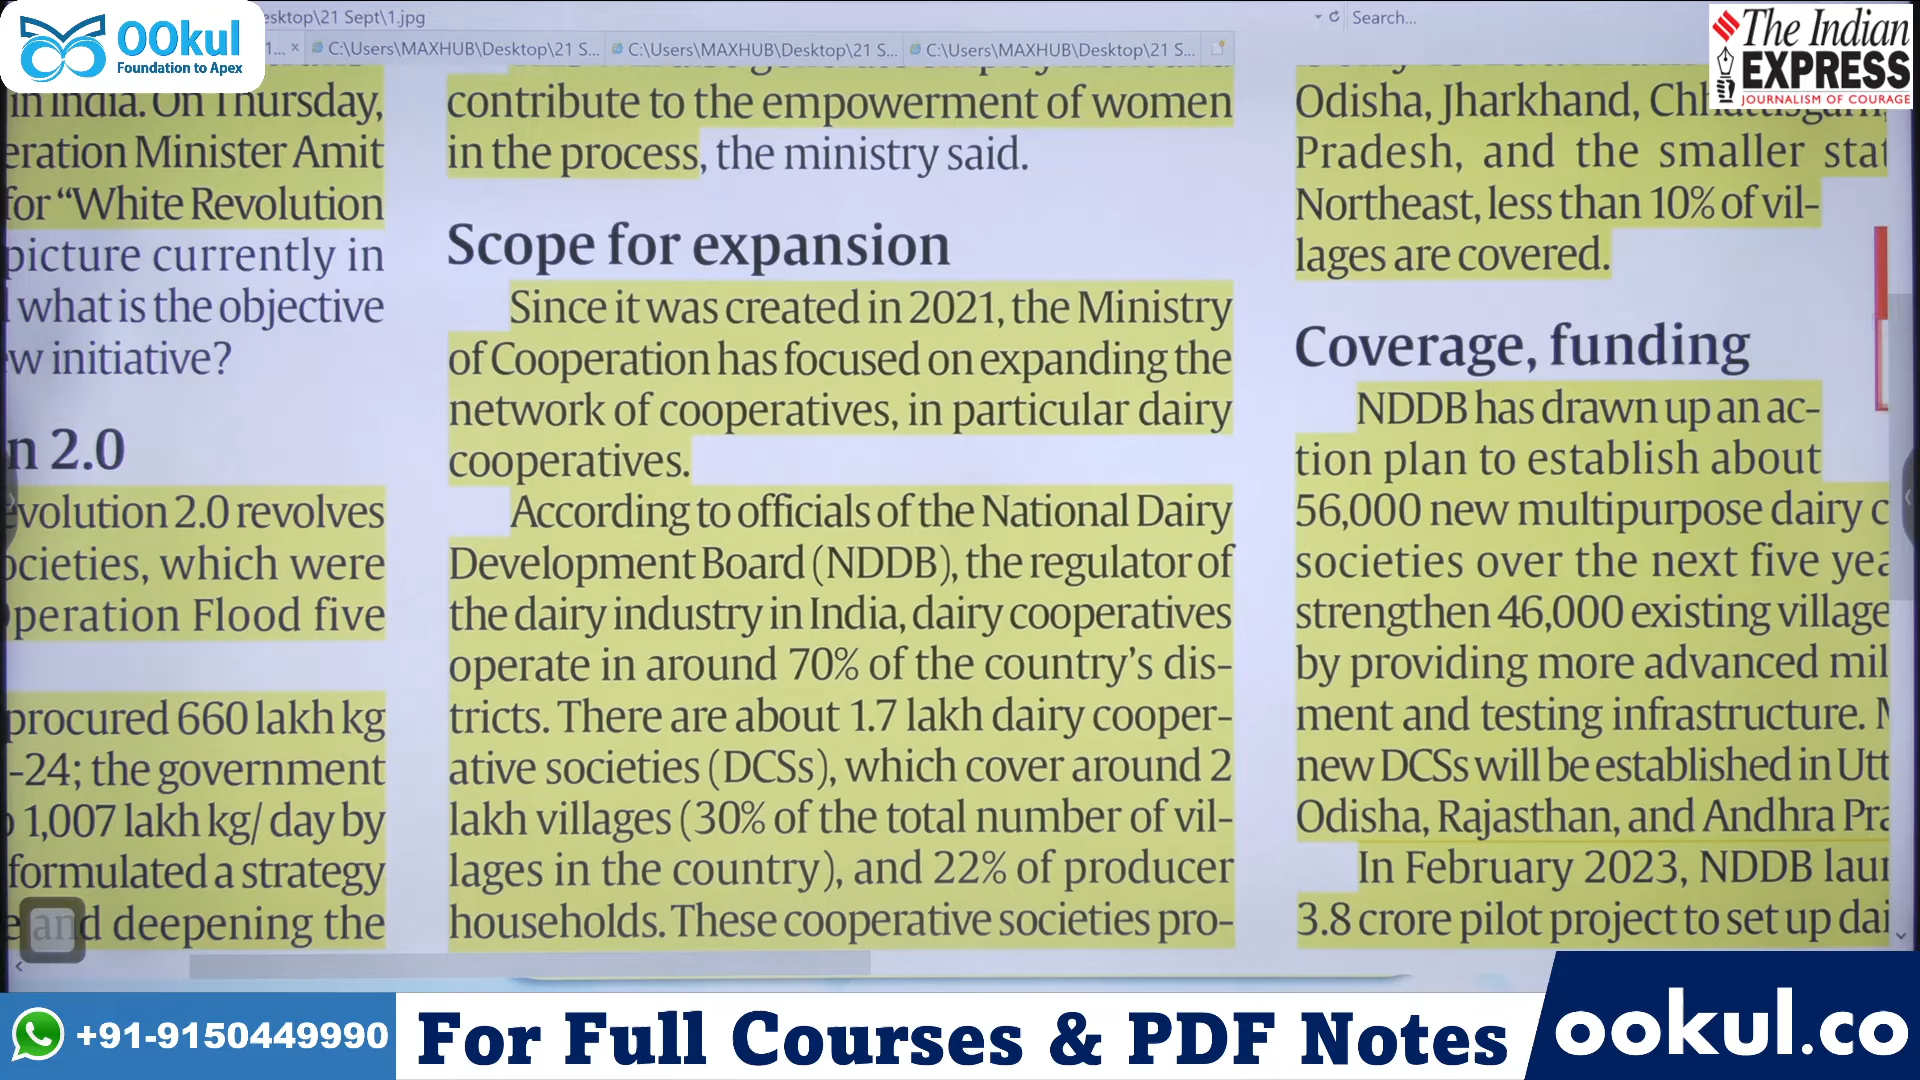 OOkul
Foundation to Apex
esktop\21 Sept\1.jpg
Search...
1...
C:\Users\MAXHUB\Desktop\21 S...
C:\Users\MAXHUB\Desktop\21 S...
C:\Users\MAXHUB\Desktop\21 S...
The Indian
EXPRESS
JOURNALISM OF COURAGE
in India. On Thursday,
eration Minister Amit
for “White Revolution
picture currently in
what is the objective
w initiative?
n 2.0
evolution 2.0 revolves
ocieties, which were
peration Flood five
procured 660 lakh kg
-24; the government
1,007 lakh kg/ day by
formulated a strategy
and deepening the
contribute to the empowerment of women
in the process, the ministry said.
Scope for expansion
Since it was created in 2021, the Ministry
of Cooperation has focused on expanding the
network of cooperatives, in particular dairy
cooperatives.
According to officials of the National Dairy
Development Board (NDDB), the regulator of
the dairy industry in India, dairy cooperatives
operate in around 70% of the country’s dis-
tricts. There are about 1.7 lakh dairy cooper-
ative societies (DCSs), which cover around 2
lakh villages (30% of the total number of vil-
lages in the country), and 22% of producer
households. These cooperative societies pro-
Odisha, Jharkhand, Chhattisgarh,
Pradesh, and the smaller stat
Northeast, less than 10% of vil-
lages are covered.
Coverage, funding
NDDB has drawn up an ac-
tion plan to establish about
56,000 new multipurpose dairy c
societies over the next five yea
strengthen 46,000 existing village
by providing more advanced mil
ment and testing infrastructure. M
new DCSs will be established in Utt
Odisha, Rajasthan, and Andhra Pra
In February 2023, NDDB laun
3.8 crore pilot project to set up dai
+91-9150449990
For Full Courses & PDF Notes
ookul.co